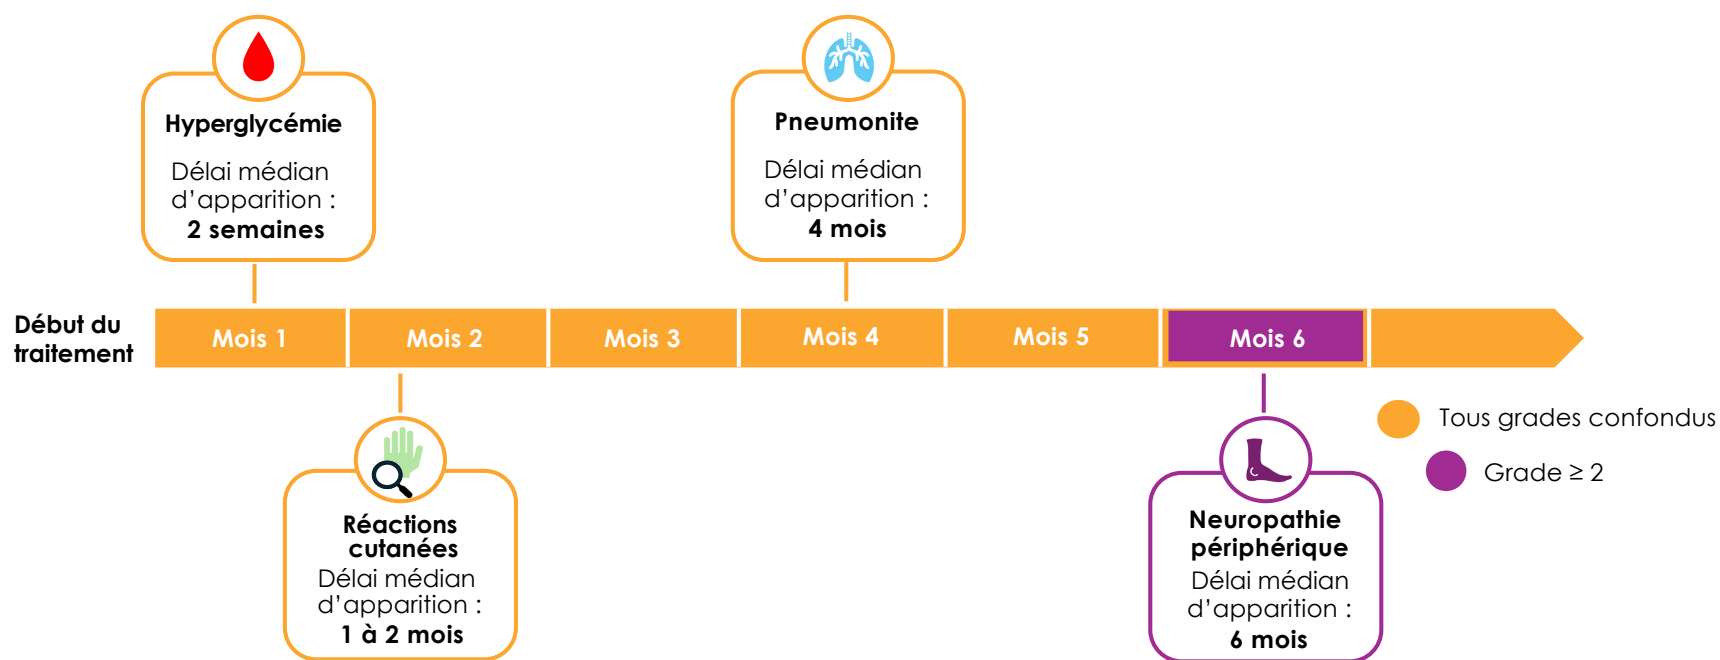 Hyperglycémie
Délai médian
d’apparition :
2 semaines
Pneumonite
Délai médian
d’apparition :
4 mois
Début du
traitement
Mois 1
Mois 2
Mois 3
Mois 4
Mois 5
Mois 6
Tous grades confondus
Grade ≥ 2
Réactions
cutanées
Délai médian
d’apparition :
1 à 2 mois
Neuropathie
périphérique
Délai médian
d’apparition :
6 mois